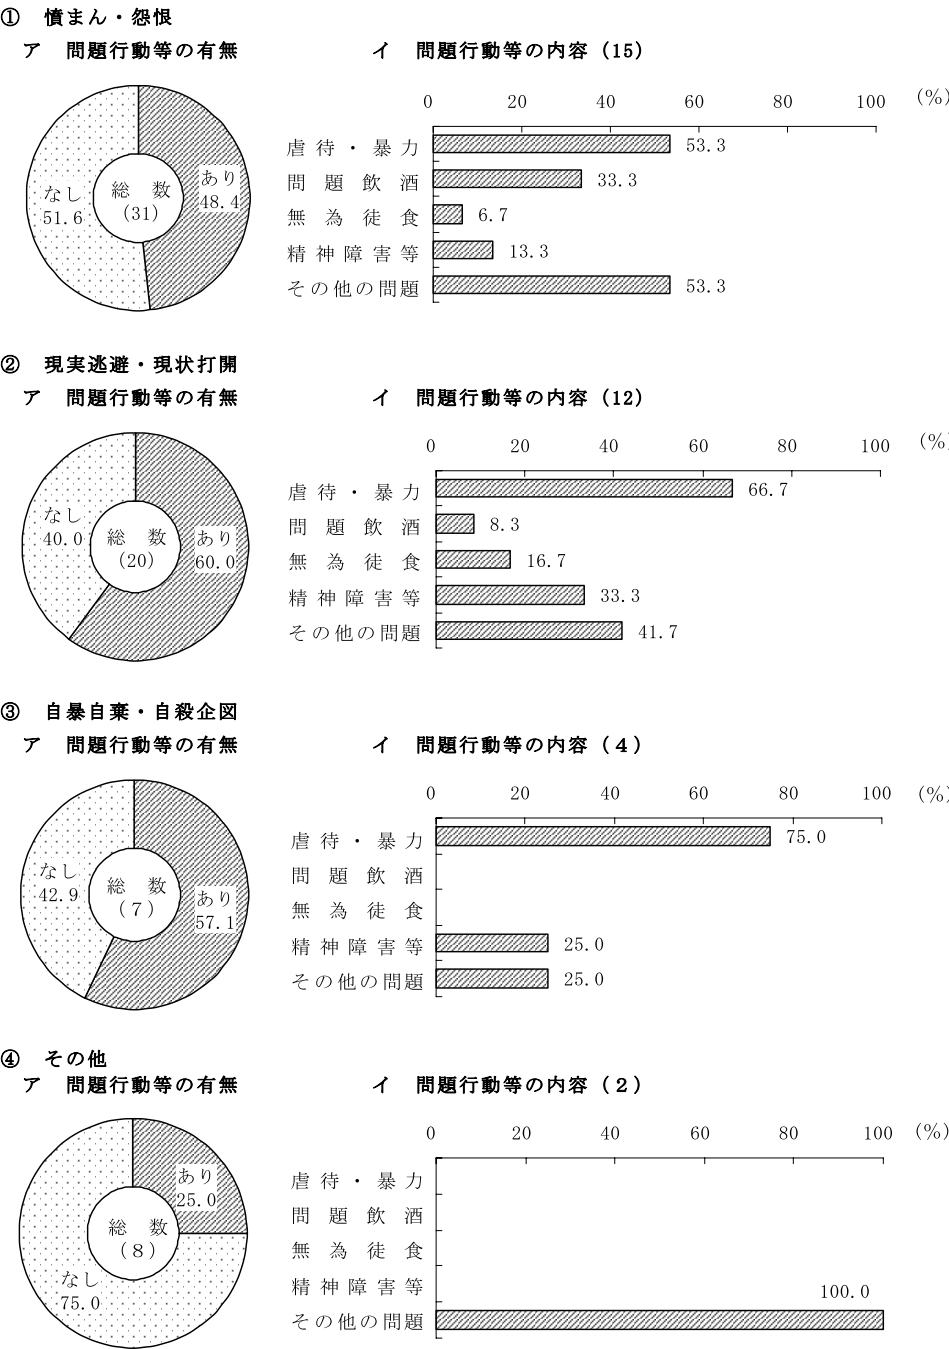 ① 憤まん・怨恨
ア 問題行動等の有無
イ 問題行動等の内容（15）
0 20 40 60 80 100 (%)
なし
51.6
総 数
(31)
あり
48.4
虐待・暴力 53.3
問題飲酒 33.3
無為徒食 6.7
精神障害等 13.3
その他の問題 53.3
② 現実逃避・現状打開
ア 問題行動等の有無
イ 問題行動等の内容（12）
0 20 40 60 80 100 (%)
なし
40.0
総 数
(20)
あり
60.0
虐待・暴力 66.7
問題飲酒 8.3
無為徒食 16.7
精神障害等 33.3
その他の問題 41.7
③ 自暴自棄・自殺企図
ア 問題行動等の有無
イ 問題行動等の内容（４）
0 20 40 60 80 100 (%)
なし
42.9
総 数
(７)
あり
57.1
虐待・暴力 75.0
問題飲酒
無為徒食
精神障害等 25.0
その他の問題 25.0
④ その他
ア 問題行動等の有無
イ 問題行動等の内容（２）
0 20 40 60 80 100 (%)
あり
25.0
総 数
(８)
なし
75.0
虐待・暴力
問題飲酒
無為徒食
精神障害等
その他の問題 100.0